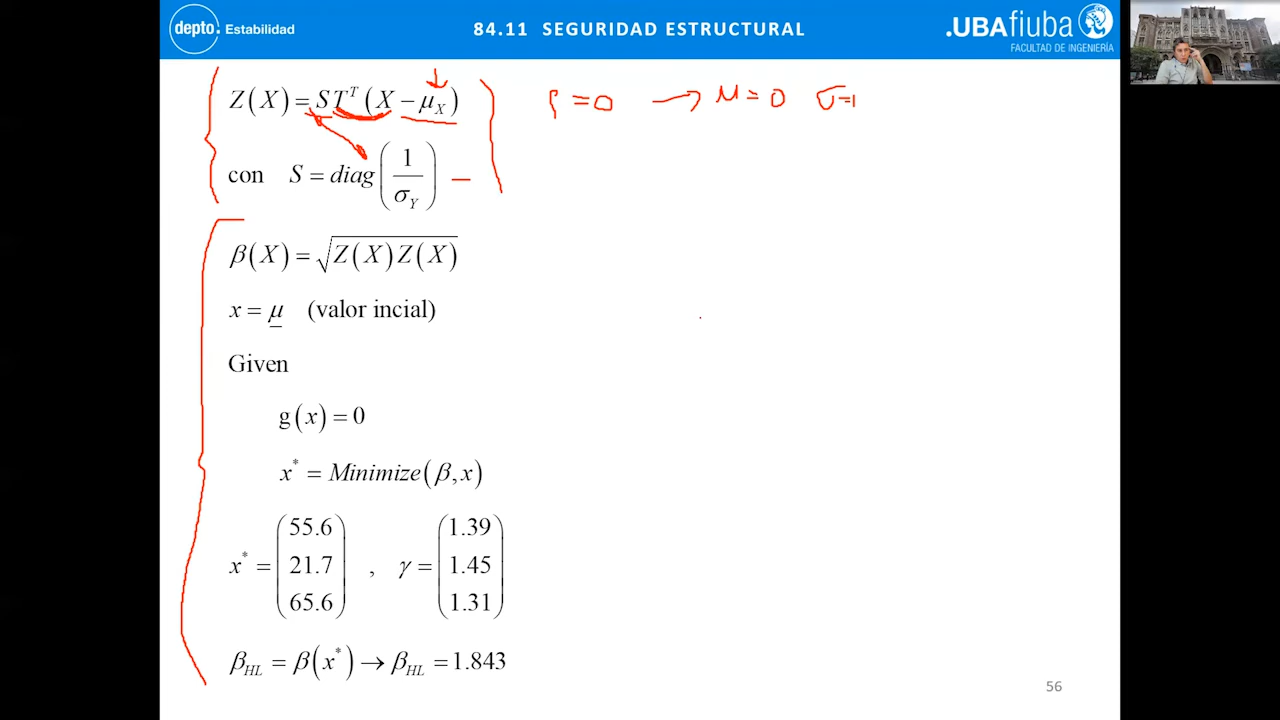 depto. Estabilidad
84.11 SEGURIDAD ESTRUCTURAL
.UBAfiuba
FACULTAD DE INGENIERÍA
Z(X) = ST^T(X − μ_X)
ρ = 0 → μ = 0 σ=1
con S = diag(1/σ_Y)
β(X) = √(Z(X)Z(X))
x = μ (valor incial)
Given
g(x) = 0
x* = Minimize(β,x)
x* = (55.6 21.7 65.6) , γ = (1.39 1.45 1.31)
β_HL = β(x*) → β_HL = 1.843
56